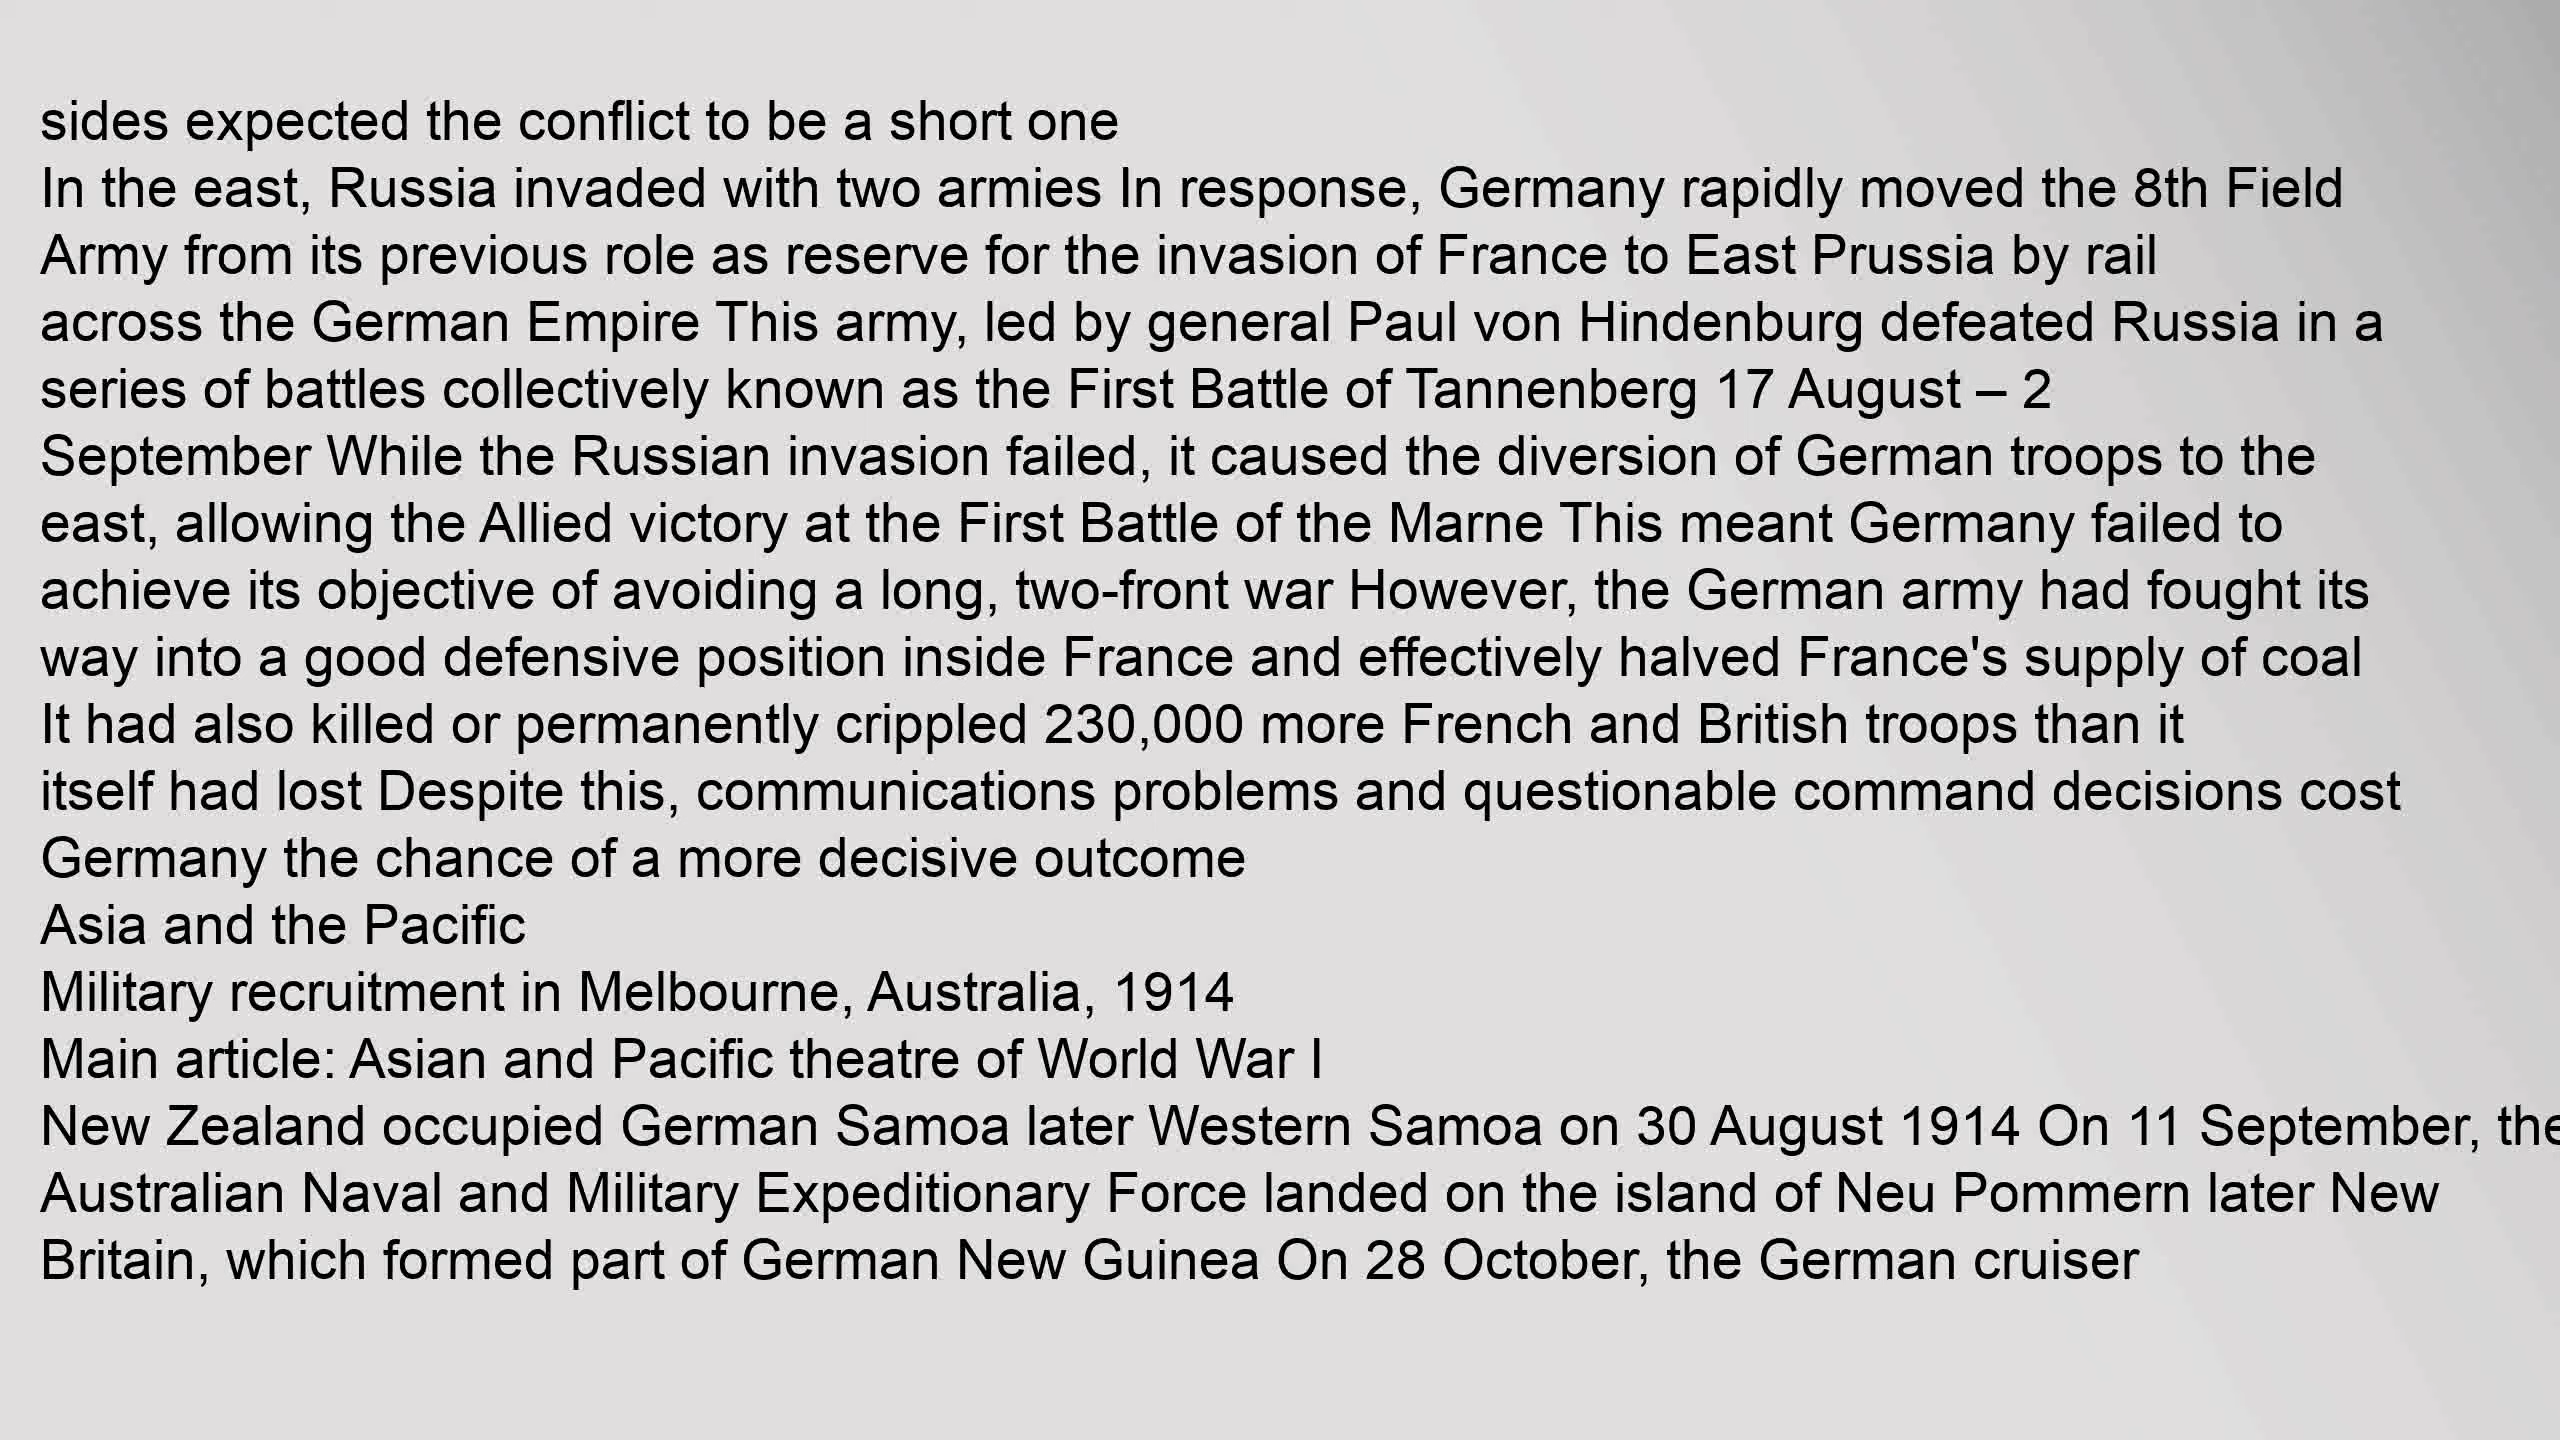 sides expected the conflict to be a short one
In the east, Russia invaded with two armies In response, Germany rapidly moved the 8th Field
Army from its previous role as reserve for the invasion of France to East Prussia by rail
across the German Empire This army, led by general Paul von Hindenburg defeated Russia in a
series of battles collectively known as the First Battle of Tannenberg 17 August – 2
September While the Russian invasion failed, it caused the diversion of German troops to the
east, allowing the Allied victory at the First Battle of the Marne This meant Germany failed to
achieve its objective of avoiding a long, two-front war However, the German army had fought its
way into a good defensive position inside France and effectively halved France's supply of coal
It had also killed or permanently crippled 230,000 more French and British troops than it
itself had lost Despite this, communications problems and questionable command decisions cost
Germany the chance of a more decisive outcome
Asia and the Pacific
Military recruitment in Melbourne, Australia, 1914
Main article: Asian and Pacific theatre of World War I
New Zealand occupied German Samoa later Western Samoa on 30 August 1914 On 11 September, the
Australian Naval and Military Expeditionary Force landed on the island of Neu Pommern later New
Britain, which formed part of German New Guinea On 28 October, the German cruiser